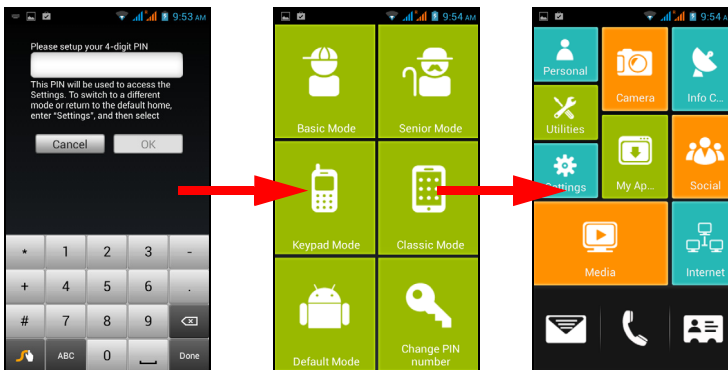 9:53 AM
Please setup your 4-digit PIN
This PIN will be used to access the
Settings. To switch to a different
mode or return to the default home,
enter "Settings", and then select
Cancel OK
* 1 2 3 -
+ 4 5 6 .
# 7 8 9
ABC 0 Done
9:54 AM
Basic Mode Senior Mode
Keypad Mode Classic Mode
Default Mode Change PIN
number
9:54 A
Personal
Camera Info C...
Utilities
Settings My Ap... Social
Media Internet